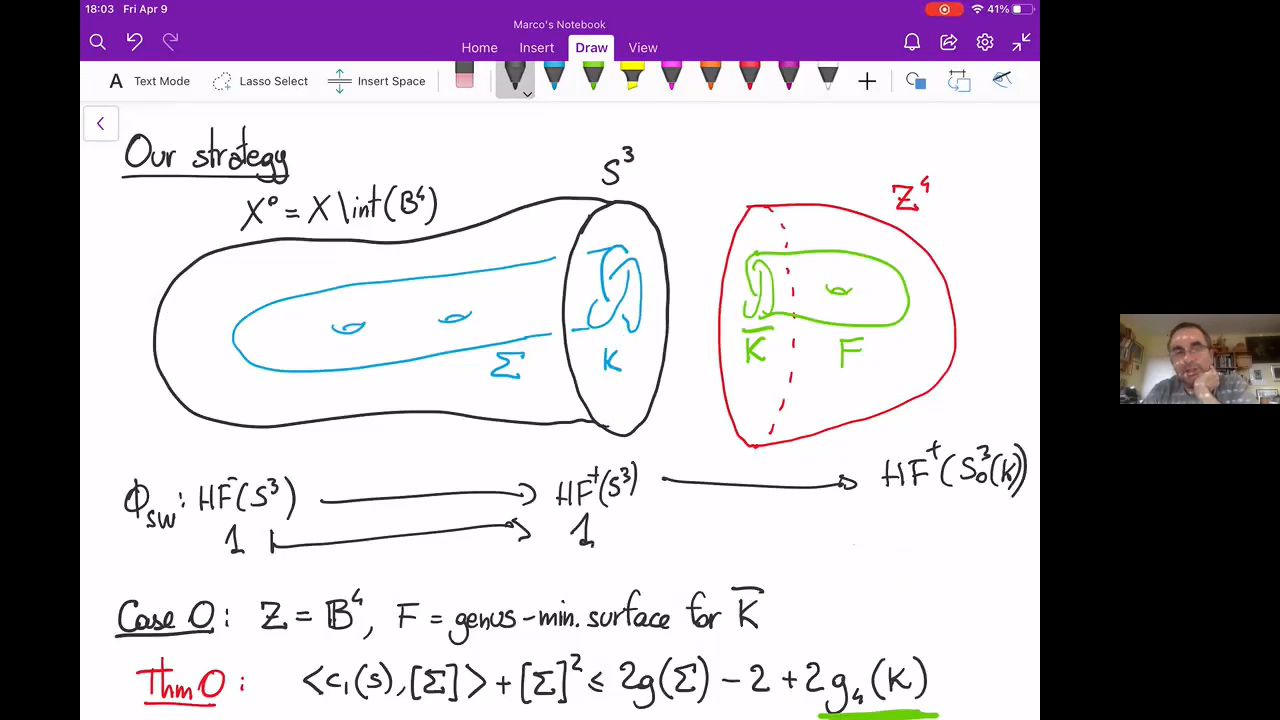 18:03 Fri Apr 9
41%
Marco's Notebook
Home Insert Draw View
A Text Mode Lasso Select Insert Space
Our strategy
S³
Z⁴
X° = X \ int(B⁴)
Σ
K
K̅
F
Φ_SW : HF⁻(S³) → HF⁺(S³) → HF⁺(S³₀(K))
1 ↦ 1
Case 0: Z = B⁴, F = genus-min. surface for K̅
Thm 0: <c₁(s), [Σ]> + [Σ]² ≤ 2g(Σ) - 2 + 2g₄(K)